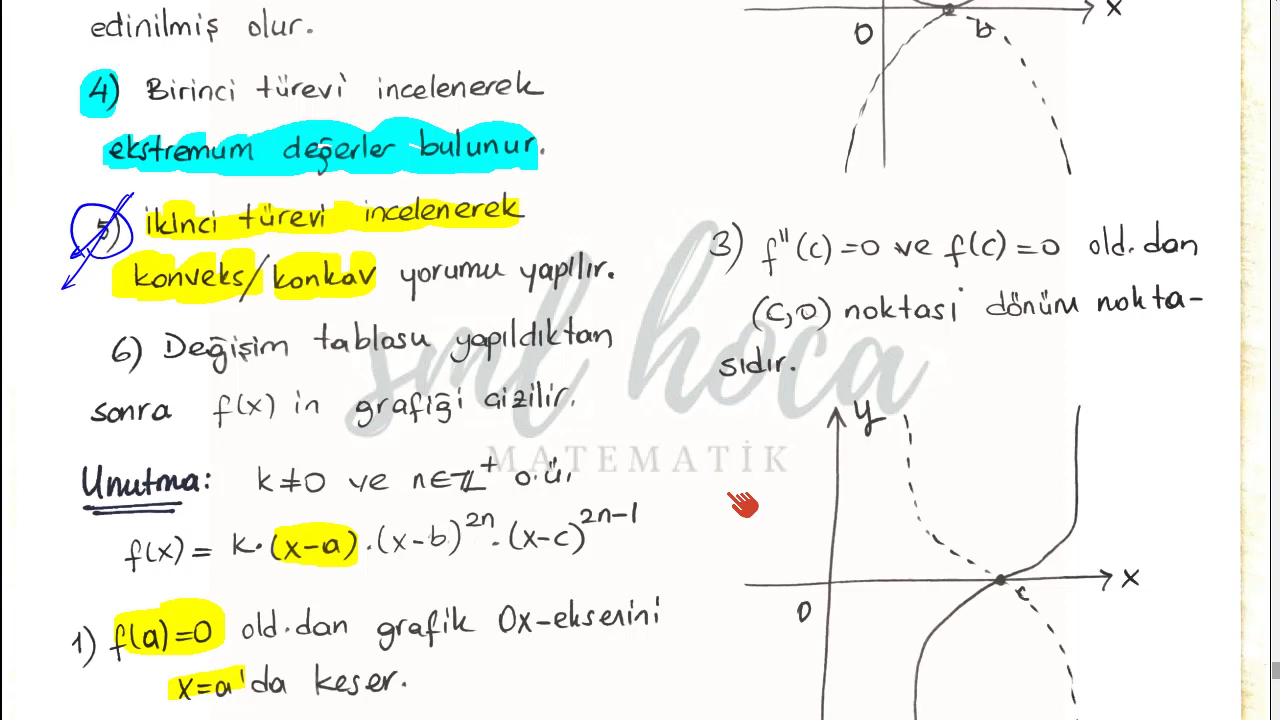 edinilmiş olur.
4) Birinci türevi incelenerek
ekstremum değerler bulunur.
5) ikinci türevi incelenerek
konveks/konkav yorumu yapılır.
6) Değişim tablosu yapıldıktan
sonra f(x) in grafiği çizilir.
Unutma: k≠0 ve n∈Z⁺ o.ü.
f(x) = k.(x-a).(x-b)²ⁿ.(x-c)²ⁿ⁻¹
1) f(a)=0 old.dan grafik Ox-eksenini
x=a'da keser.
x
0
b
3) f''(c)=0 ve f(c)=0 old.dan
(c,0) noktasi dönüm nokta-
sıdır.
y
x
0
c
sml hoca
MATEMATİK